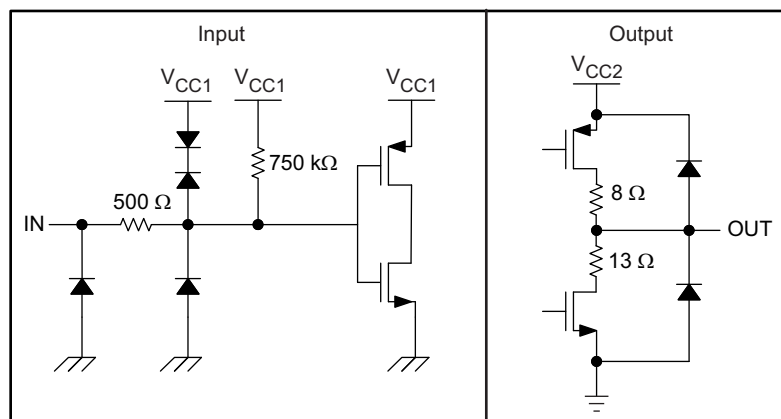 Input
Output
VCC1
VCC1
VCC1
VCC2
750 kΩ
500 Ω
IN
8 Ω
OUT
13 Ω